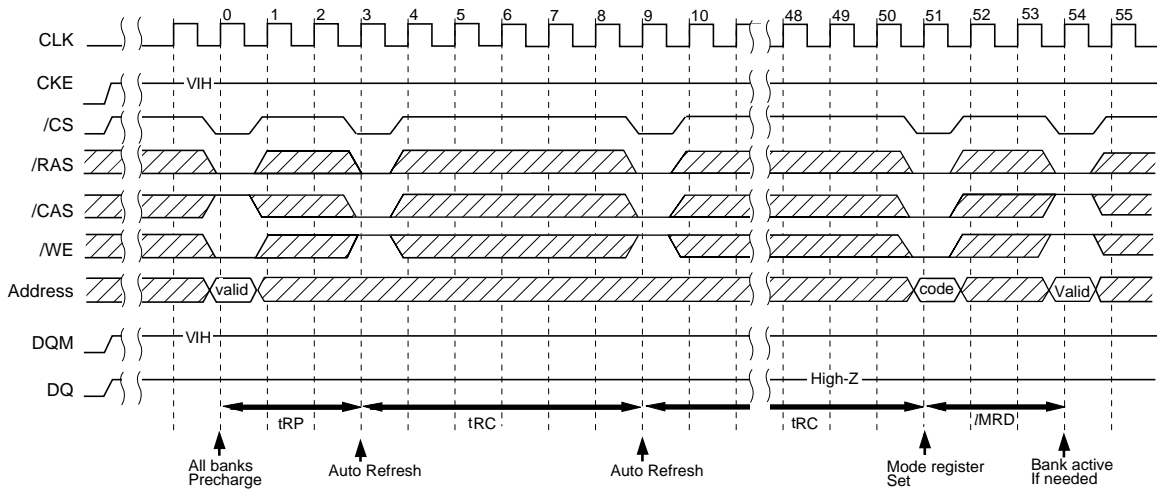 0 1 2 3 4 5 6 7 8 9 10 48 49 50 51 52 53 54 55
CLK
CKE VIH
/CS
/RAS
/CAS
/WE
Address valid code Valid
DQM VIH
DQ High-Z
tRP tRC tRC lMRD
All banks
Precharge
Auto Refresh
Auto Refresh
Mode register
Set
Bank active
If needed